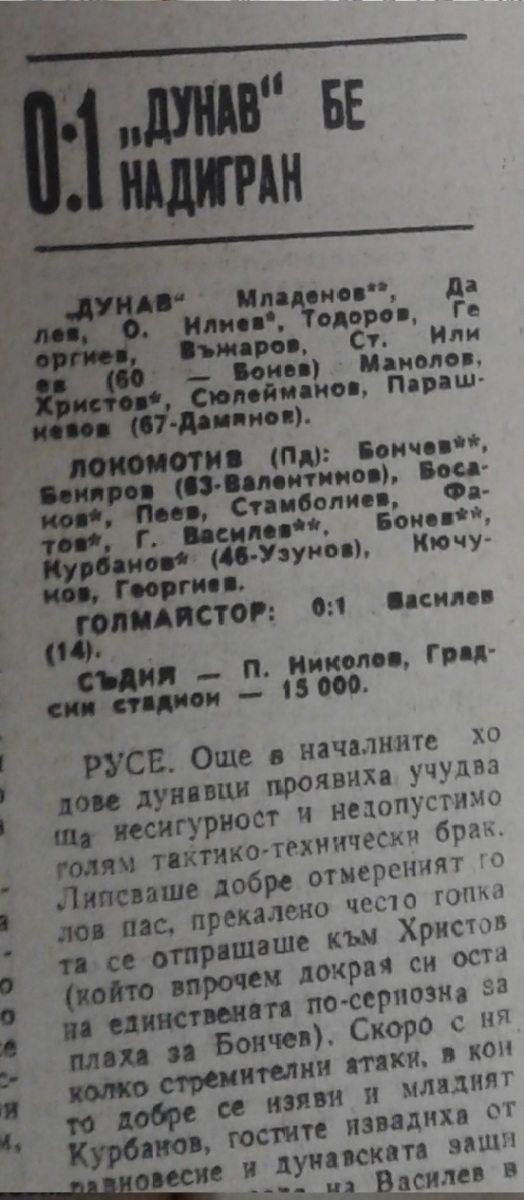 0:1 „ДУНАВ“ БЕ
НАДИГРАН
„ДУНАВ“ Младенов**, Да
лев, О. Илиев*, Тодоров, Ге
оргиев, Въжаров, Ст. Или
ев (60 — Бонев) Манолов,
Христов*, Сюлейманов, Параш-
кевов (67-Дамянов).
ЛОКОМОТИВ (Пд): Бончев**,
Бекяров (63-Валентинов), Боса-
ков*, Пеев, Стамболиев, Фа-
тов*, Г. Василев**, Бонев**,
Курбанов* (46-Узунов), Кючу-
ков, Георгиев.
ГОЛМАЙСТОР: 0:1 Василев
(14).
СЪДИЯ — П. Николов, Град-
ски стадион — 15 000.
РУСЕ. Още в началните хо
дове дунавци проявиха учудва
ща несигурност и недопустимо
голям тактико-технически брак.
Липсваше добре отмереният го
лов пас, прекалено често топка
та се отпращаше към Христов
(който впрочем докрая си оста
на единствената по-сериозна за
плаха за Бончев). Скоро с ня
колко стремителни атаки, в кои
то добре се изяви и младият
Курбанов, гостите извадиха от
равновесие и дунавската защи
на Василев в